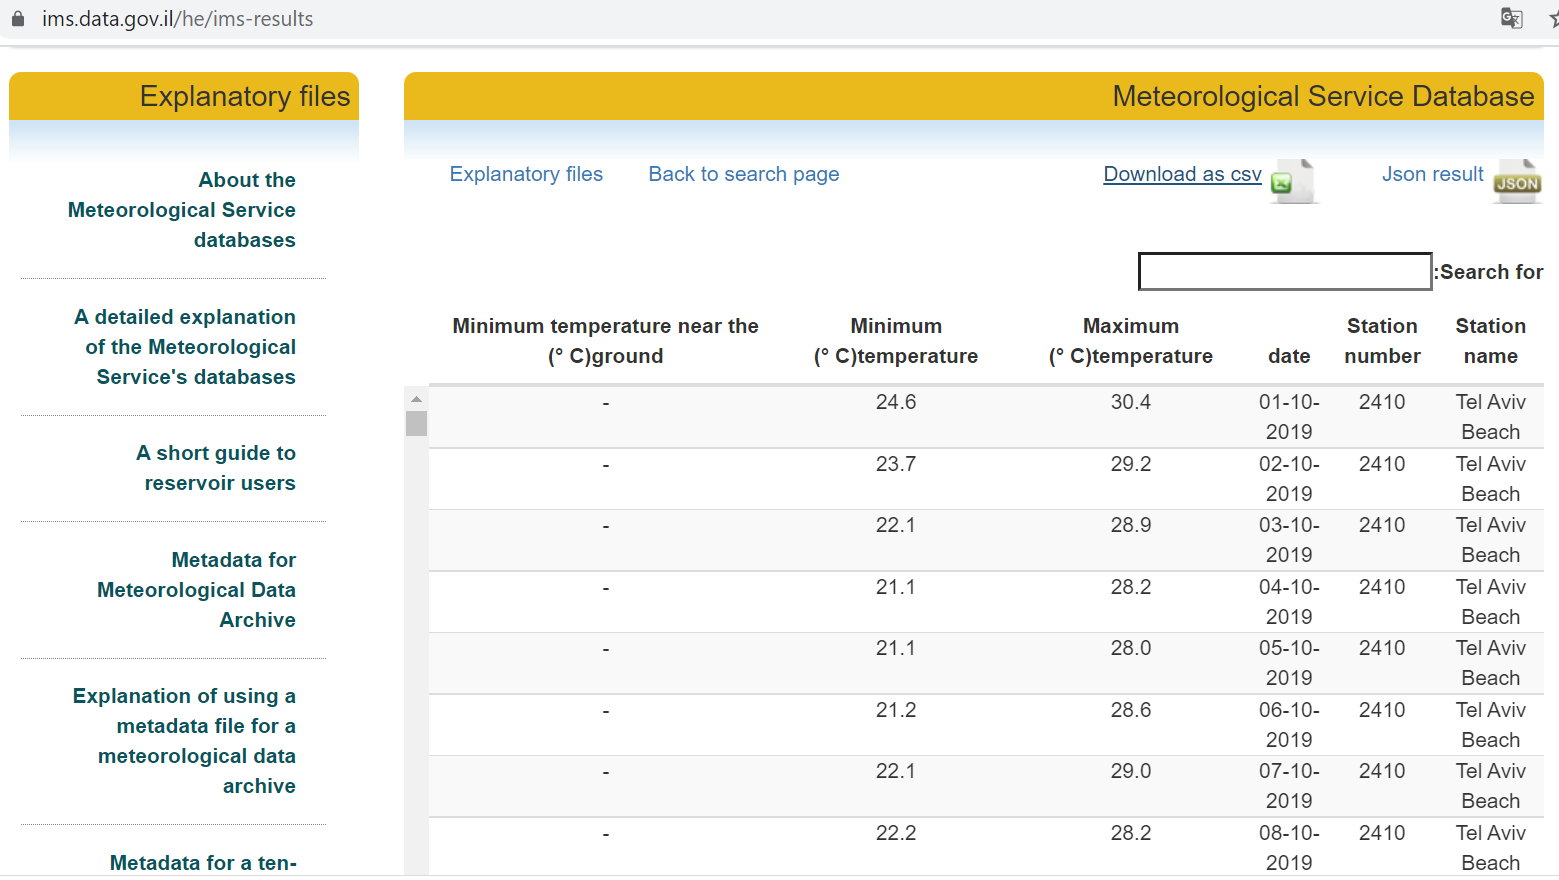 ims.data.gov.il/he/ims-results
Explanatory files
About the
Meteorological Service
databases
A detailed explanation
of the Meteorological
Service's databases
A short guide to
reservoir users
Metadata for
Meteorological Data
Archive
Explanation of using a
metadata file for a
meteorological data
archive
Metadata for a ten-
Meteorological Service Database
Explanatory files Back to search page Download as csv Json result JSON
:Search for
Minimum temperature near the Minimum Maximum Station Station
(° C)ground (° C)temperature (° C)temperature date number name
- 24.6 30.4 01-10- 2410 Tel Aviv
2019 Beach
- 23.7 29.2 02-10- 2410 Tel Aviv
2019 Beach
- 22.1 28.9 03-10- 2410 Tel Aviv
2019 Beach
- 21.1 28.2 04-10- 2410 Tel Aviv
2019 Beach
- 21.1 28.0 05-10- 2410 Tel Aviv
2019 Beach
- 21.2 28.6 06-10- 2410 Tel Aviv
2019 Beach
- 22.1 29.0 07-10- 2410 Tel Aviv
2019 Beach
- 22.2 28.2 08-10- 2410 Tel Aviv
2019 Beach